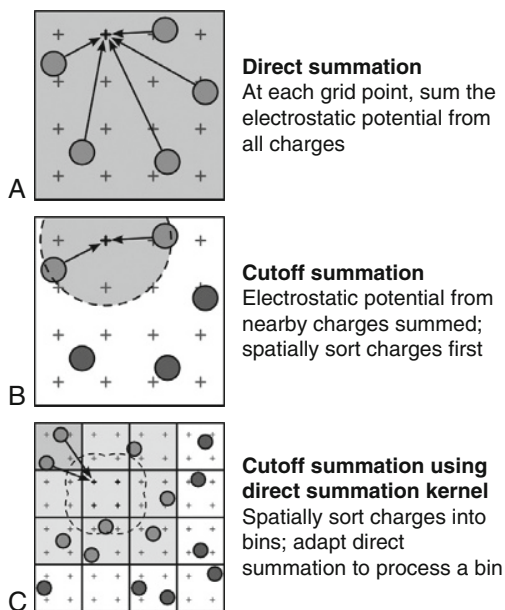 Direct summation
At each grid point, sum the
electrostatic potential from
all charges
A
Cutoff summation
Electrostatic potential from
nearby charges summed;
spatially sort charges first
B
Cutoff summation using
direct summation kernel
Spatially sort charges into
bins; adapt direct
summation to process a bin
C